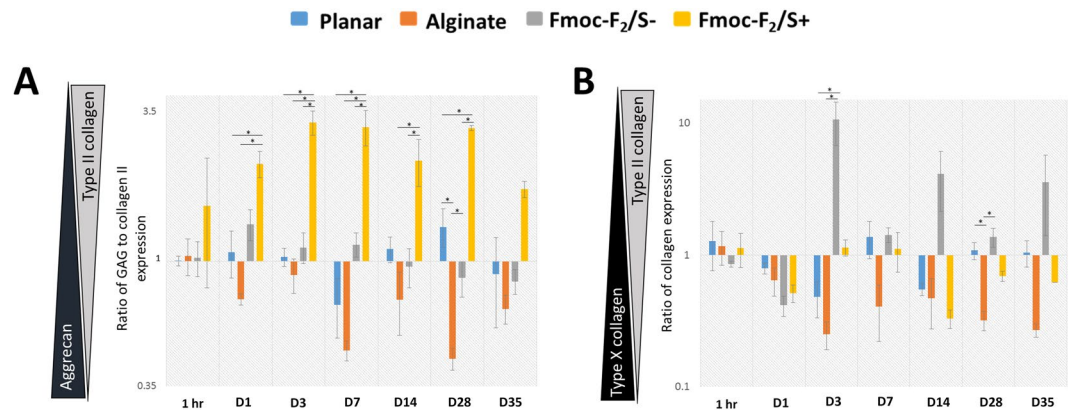 Planar Alginate Fmoc-F₂/S- Fmoc-F₂/S+
A
Aggrecan
Type II collagen
Ratio of GAG to collagen II
expression
3.5
1
0.35
* * * * * * * * * * * * * * * *
1 hr D1 D3 D7 D14 D28 D35
B
Type X collagen
Type II collagen
Ratio of collagen expression
10
1
0.1
* * * *
1 hr D1 D3 D7 D14 D28 D35